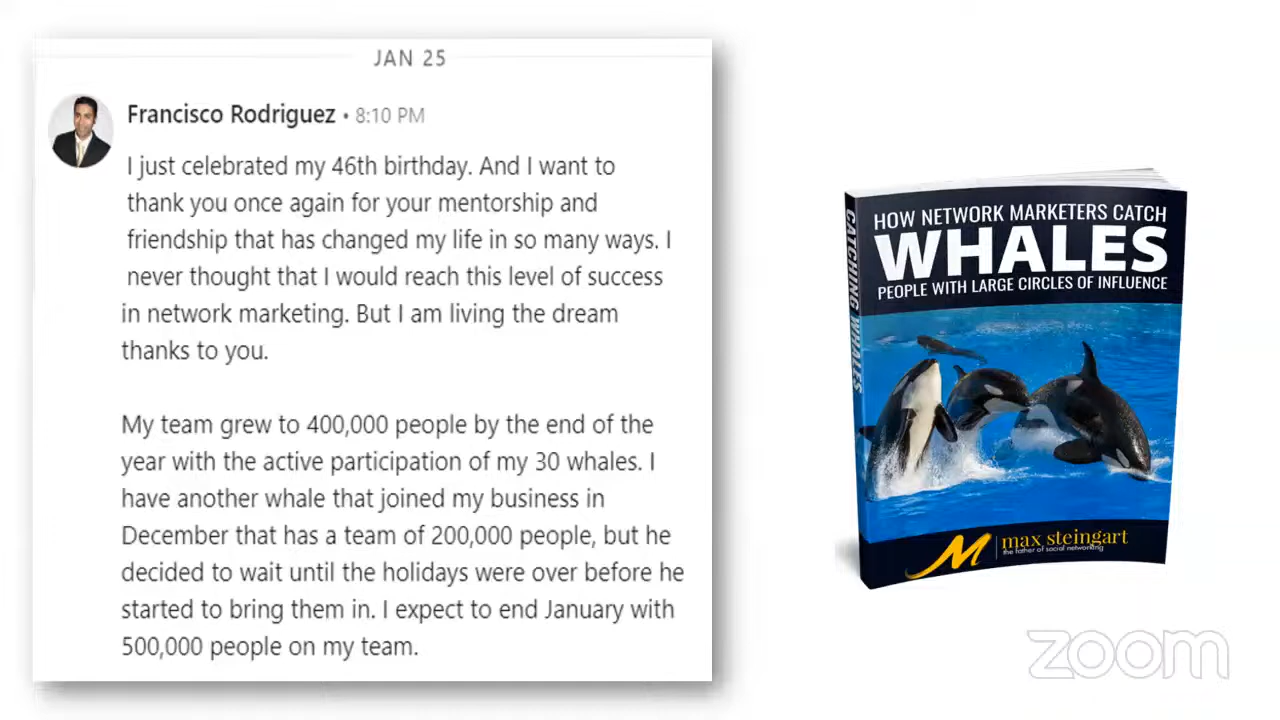 JAN 25
Francisco Rodriguez • 8:10 PM
I just celebrated my 46th birthday. And I want to
thank you once again for your mentorship and
friendship that has changed my life in so many ways. I
never thought that I would reach this level of success
in network marketing. But I am living the dream
thanks to you.
My team grew to 400,000 people by the end of the
year with the active participation of my 30 whales. I
have another whale that joined my business in
December that has a team of 200,000 people, but he
decided to wait until the holidays were over before he
started to bring them in. I expect to end January with
500,000 people on my team.
CATCHING WHALES
HOW NETWORK MARKETERS CATCH
WHALES
PEOPLE WITH LARGE CIRCLES OF INFLUENCE
M max steingart
the father of social networking
zoom